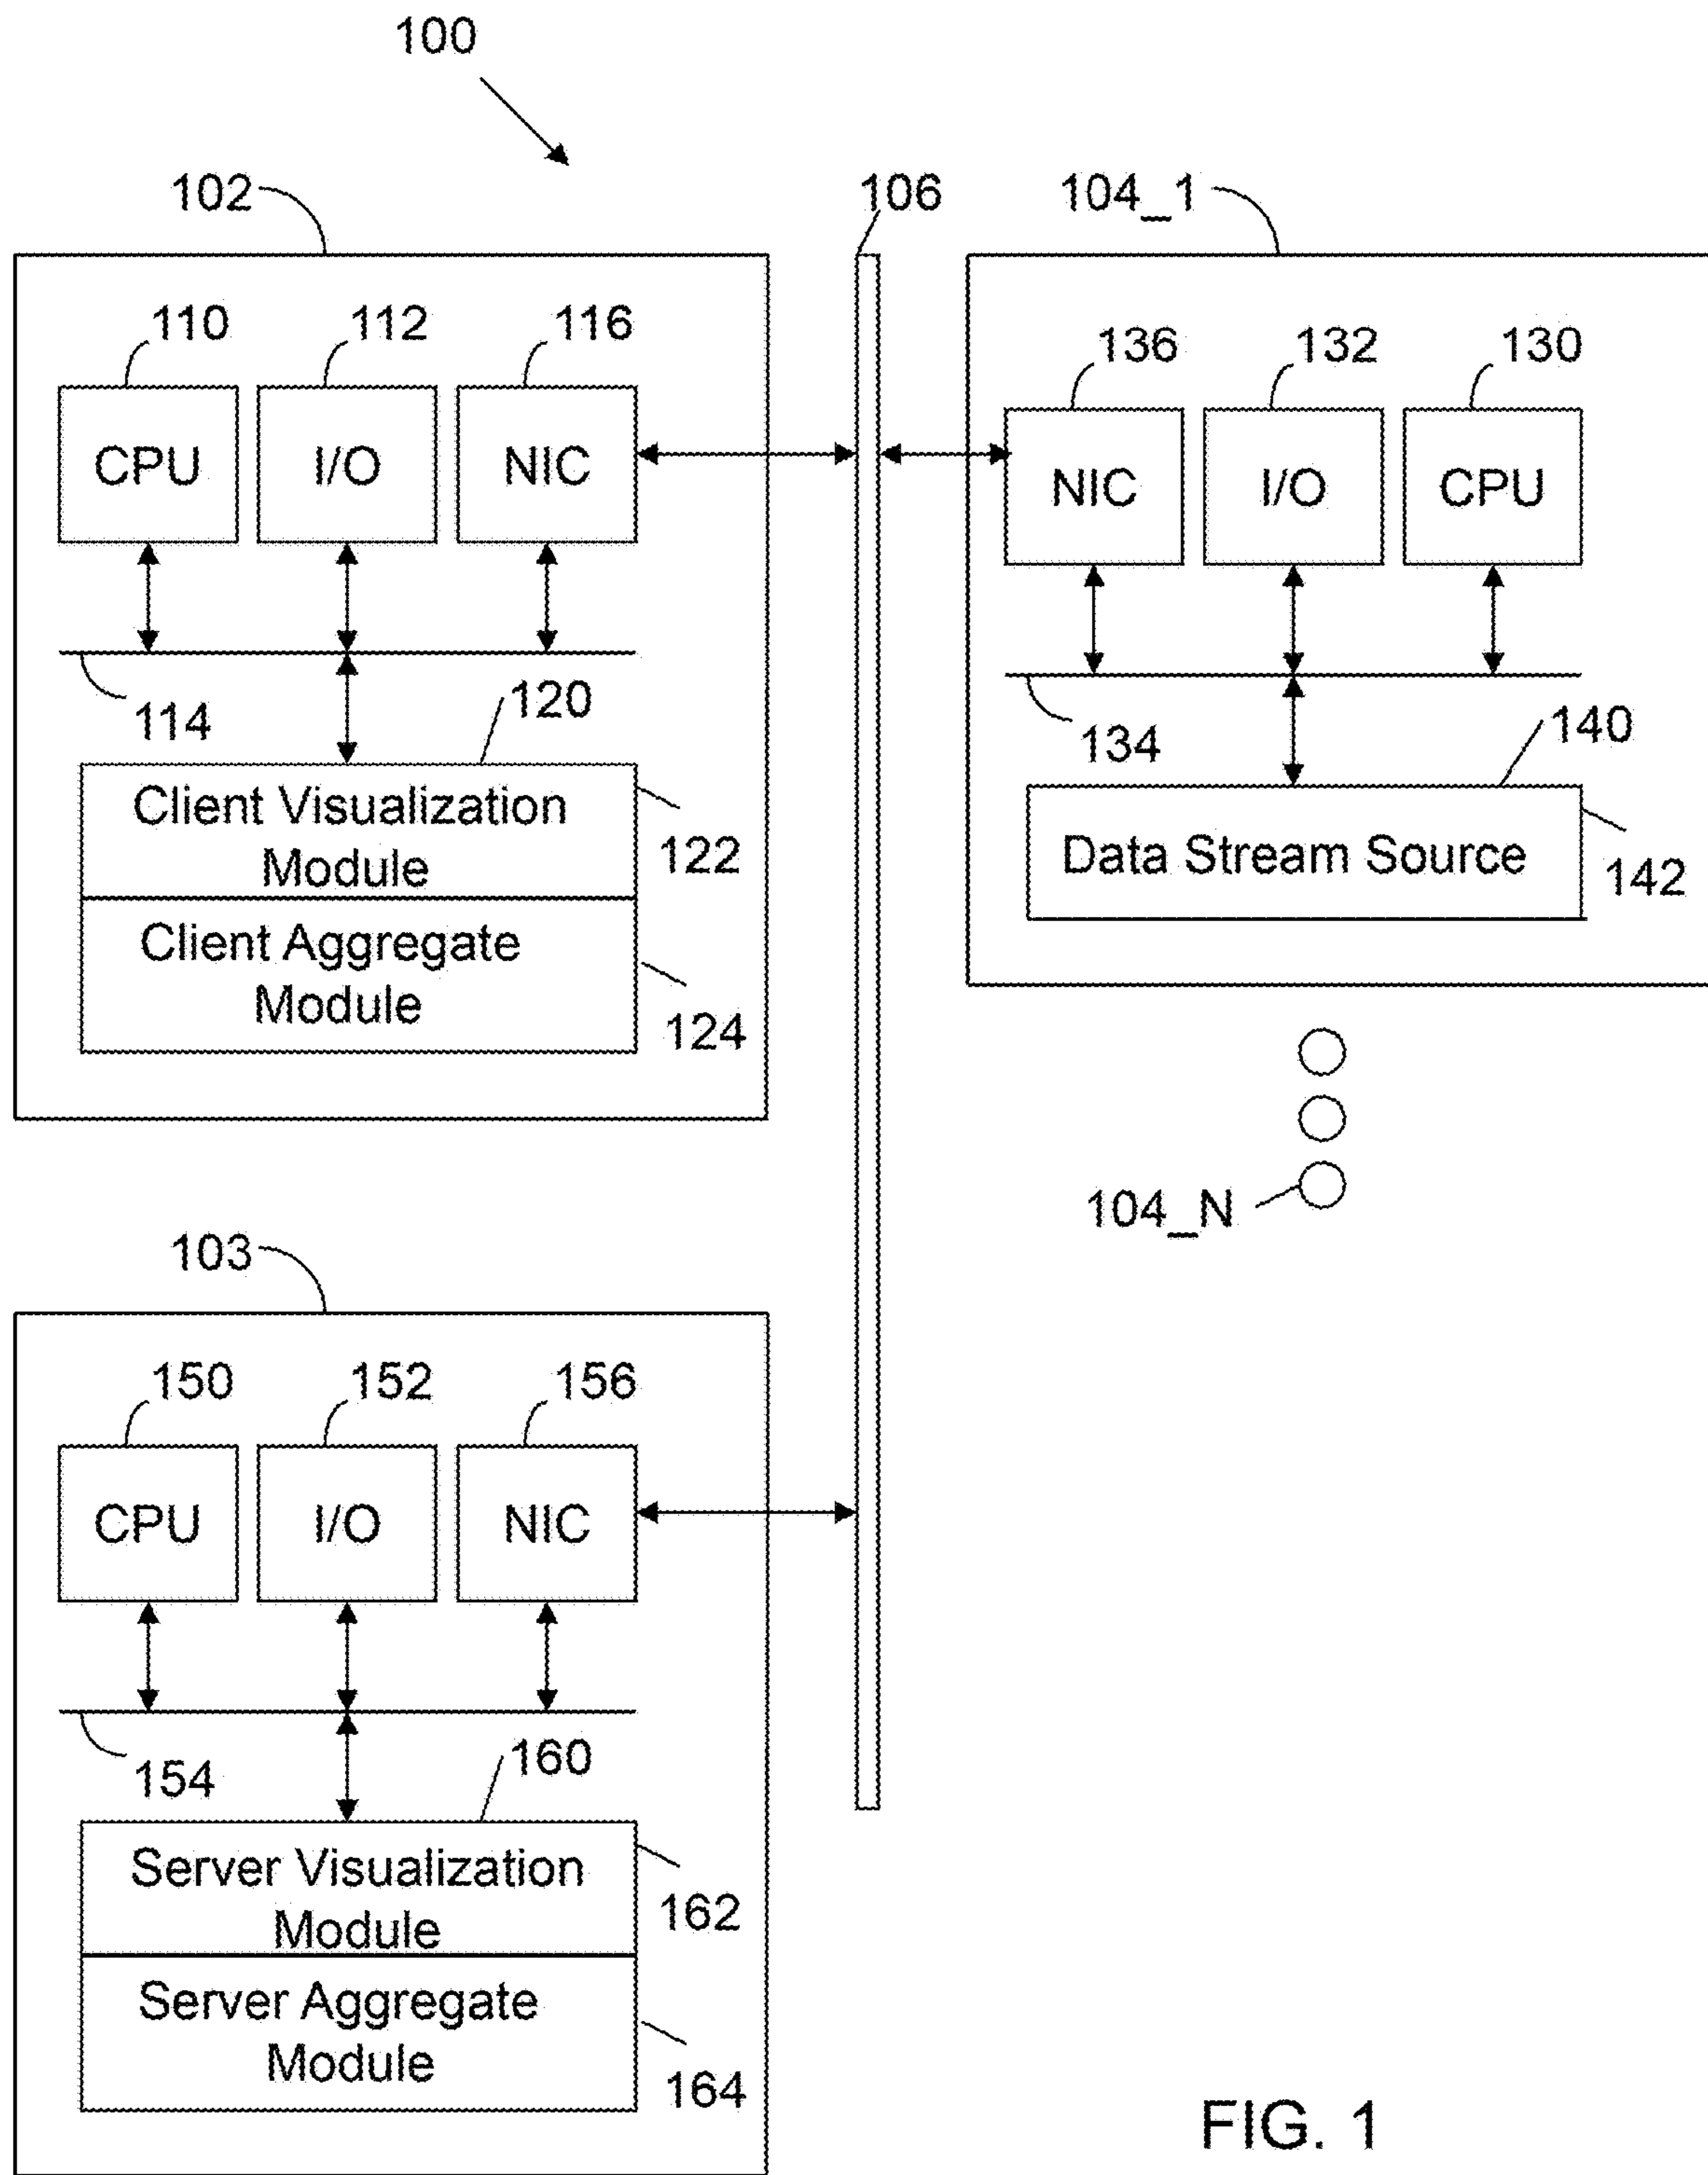 100
102
106
104_1
110
112
116
136
132
130
CPU
I/O
NIC
NIC
I/O
CPU
114
120
134
140
Client Visualization
Module
122
Data Stream Source
142
Client Aggregate
Module
124
104_N
103
150
152
156
CPU
I/O
NIC
154
160
Server Visualization
Module
162
Server Aggregate
Module
164
FIG. 1